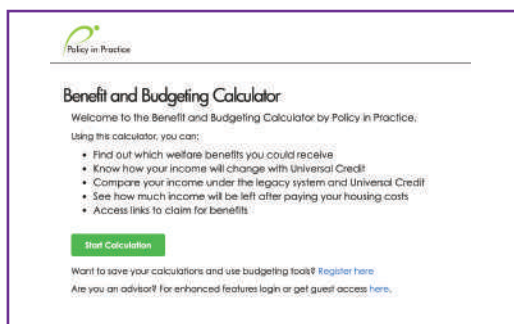 Policy in Practice
Benefit and Budgeting Calculator
Welcome to the Benefit and Budgeting Calculator by Policy in Practice.
Using this calculator, you can:
• Find out which welfare benefits you could receive
• Know how your income will change with Universal Credit
• Compare your income under the legacy system and Universal Credit
• See how much income will be left after paying your housing costs
• Access links to claim for benefits
Start Calculation
Want to save your calculations and use budgeting tools? Register here
Are you an advisor? For enhanced features login or get guest access here.